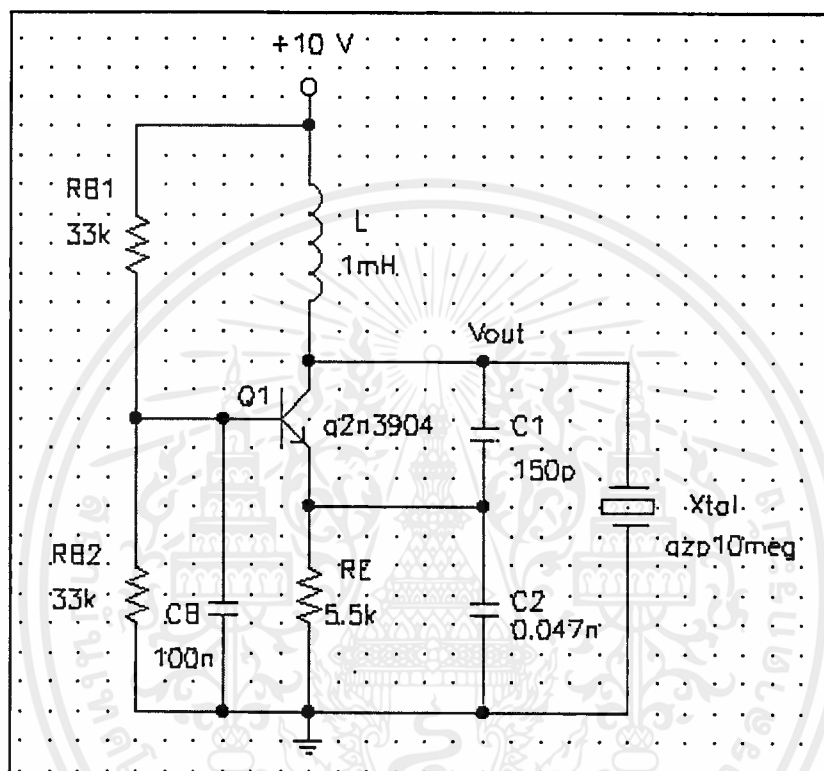 +10 V
RB1
33k
L
1mH
Vout
Q1
q2n3904
C1
150p
Xtal
qzp10meg
RB2
33k
CB
100n
RE
5.5k
C2
0.047n